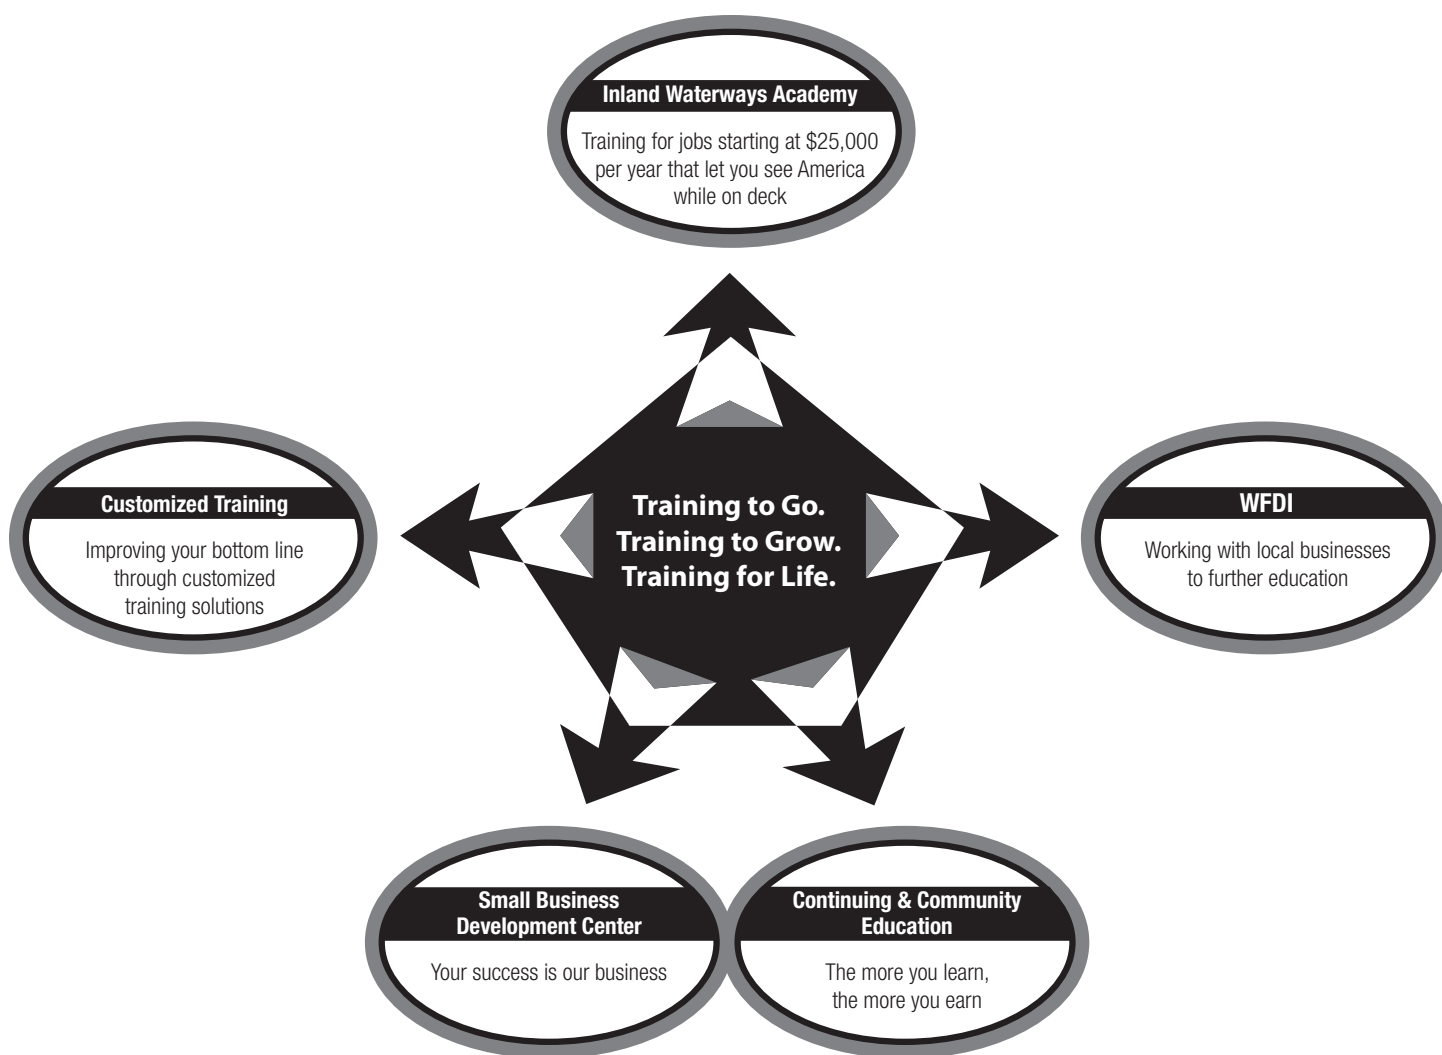 Inland Waterways Academy
Training for jobs starting at $25,000
per year that let you see America
while on deck
Customized Training
Improving your bottom line
through customized
training solutions
Training to Go.
Training to Grow.
Training for Life.
WFDI
Working with local businesses
to further education
Small Business
Development Center
Your success is our business
Continuing & Community
Education
The more you learn,
the more you earn